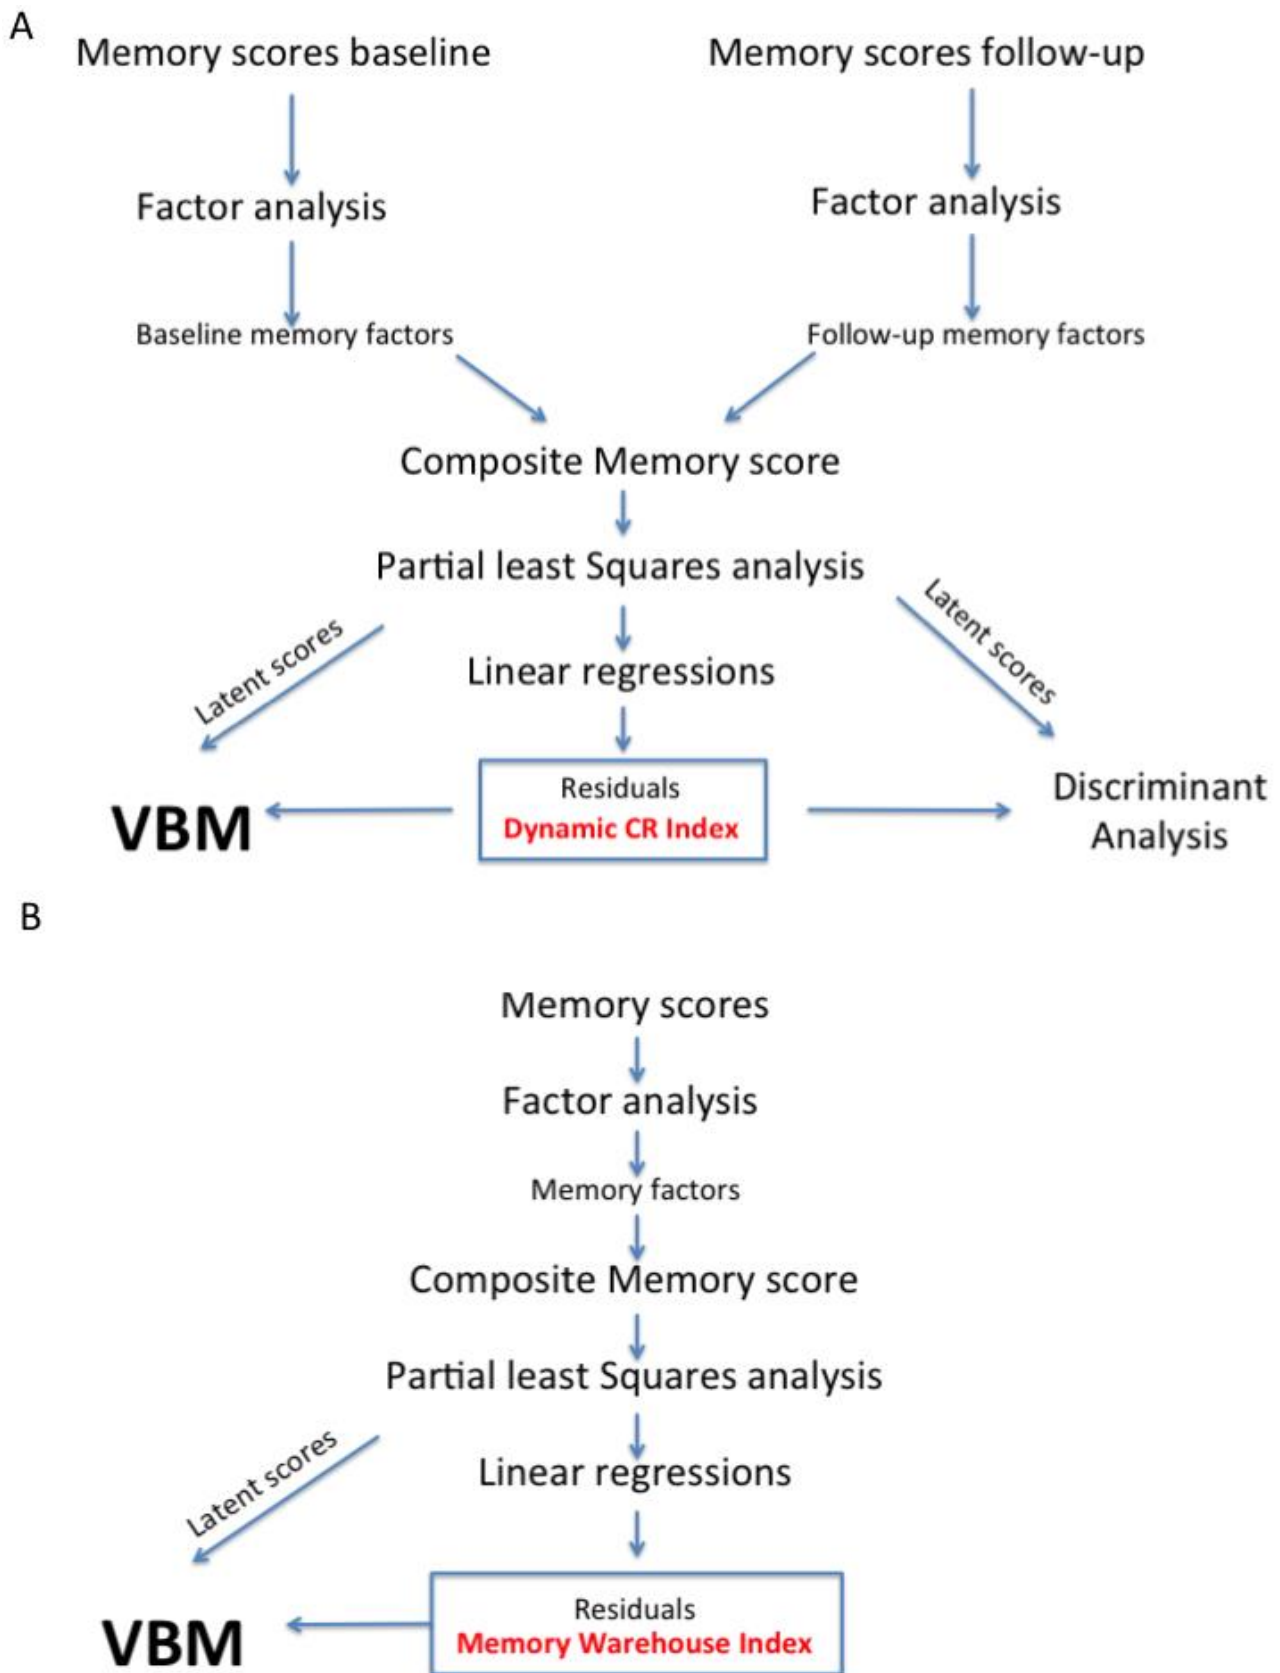 A
Memory scores baseline
Memory scores follow-up
Factor analysis
Factor analysis
Baseline memory factors
Follow-up memory factors
Composite Memory score
Partial least Squares analysis
Latent scores
Latent scores
Linear regressions
Residuals
Dynamic CR Index
VBM
Discriminant
Analysis
B
Memory scores
Factor analysis
Memory factors
Composite Memory score
Partial least Squares analysis
Latent scores
Linear regressions
Residuals
Memory Warehouse Index
VBM